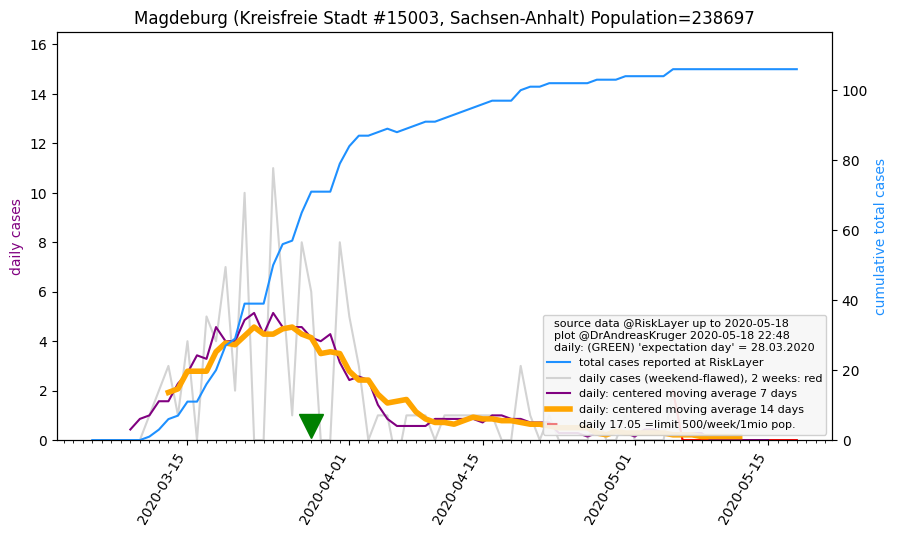 Magdeburg (Kreisfreie Stadt #15003, Sachsen-Anhalt) Population=238697
16
14
12
10
8
6
4
2
0
daily cases
100
80
60
40
20
0
cumulative total cases
source data @RiskLayer up to 2020-05-18
plot @DrAndreasKruger 2020-05-18 22:48
daily: (GREEN) 'expectation day' = 28.03.2020
total cases reported at RiskLayer
daily cases (weekend-flawed), 2 weeks: red
daily: centered moving average 7 days
daily: centered moving average 14 days
daily 17.05 =limit 500/week/1mio pop.
2020-03-15
2020-04-01
2020-04-15
2020-05-01
2020-05-15